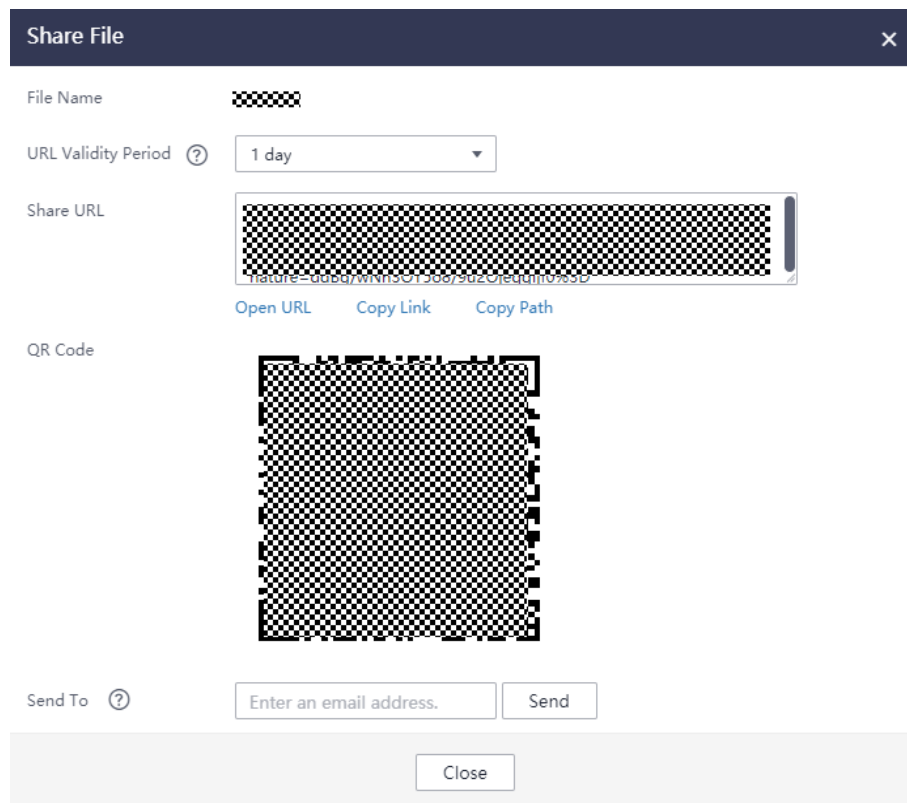 Share File
File Name
URL Validity Period ? 1 day
Share URL
Open URL Copy Link Copy Path
QR Code
Send To ? Enter an email address. Send
Close